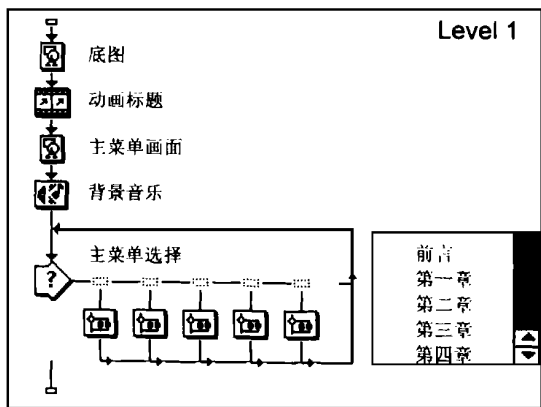 Level 1
底图
动画标题
主菜单画面
背景音乐
主菜单选择
?
前言
第一章
第二章
第三章
第四章